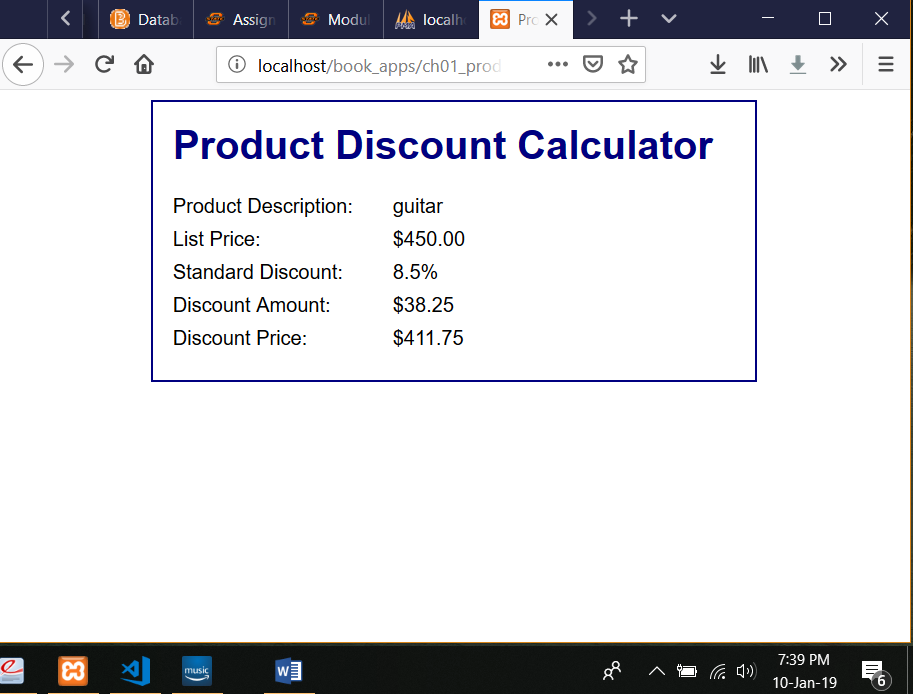 Datab
Assign
Modul
localh
Pro
localhost/book_apps/ch01_prod
Product Discount Calculator
Product Description: guitar
List Price: $450.00
Standard Discount: 8.5%
Discount Amount: $38.25
Discount Price: $411.75
music
7:39 PM
10-Jan-19
6